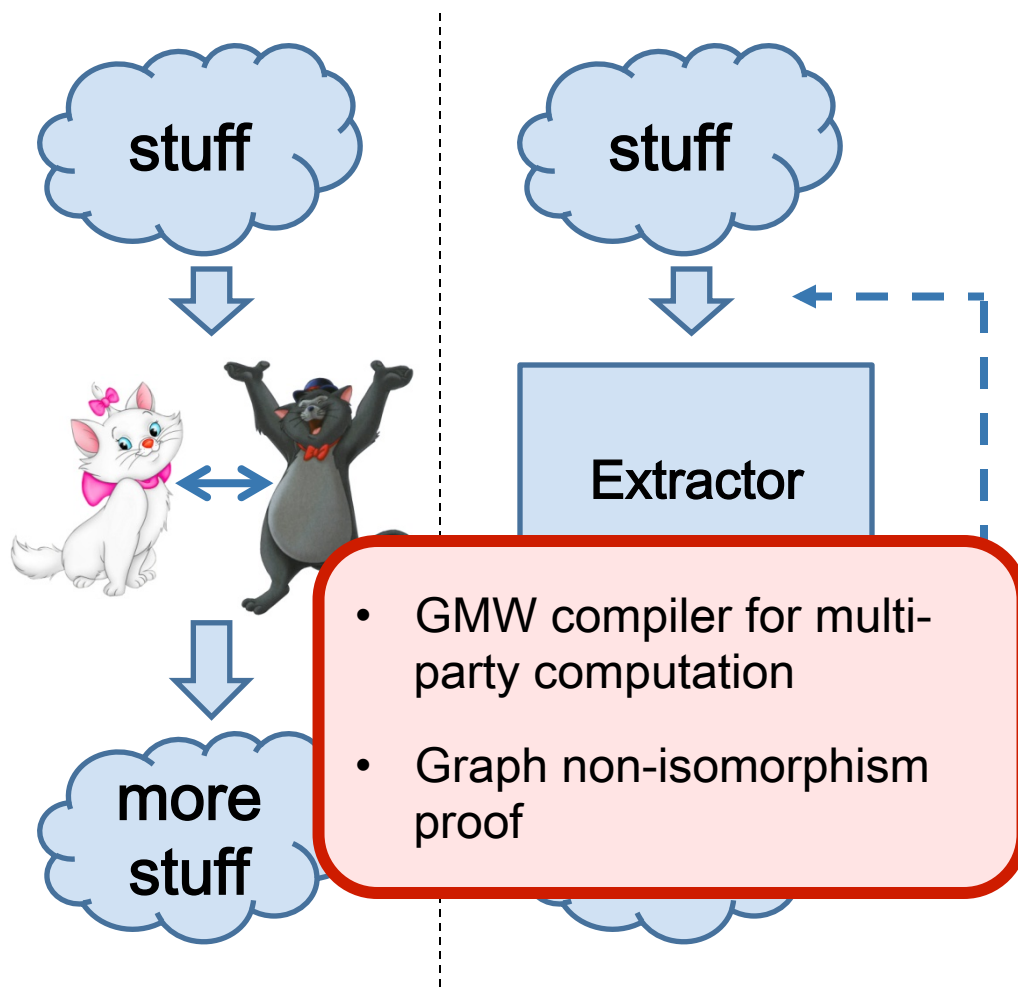 stuff
stuff
Extractor
• GMW compiler for multi-
party computation
• Graph non-isomorphism
proof
more
stuff